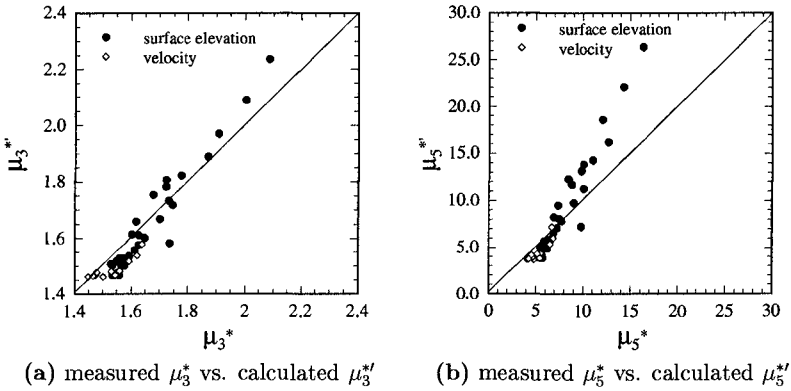 2.4
2.2
2.0
1.8
1.6
1.4
μ₃*′
● surface elevation
◇ velocity
1.4 1.6 1.8 2 2.2 2.4
μ₃*
(a) measured μ₃* vs. calculated μ₃*′
30.0
25.0
20.0
15.0
10.0
5.0
0.0
μ₅*′
● surface elevation
◇ velocity
0 5 10 15 20 25 30
μ₅*
(b) measured μ₅* vs. calculated μ₅*′